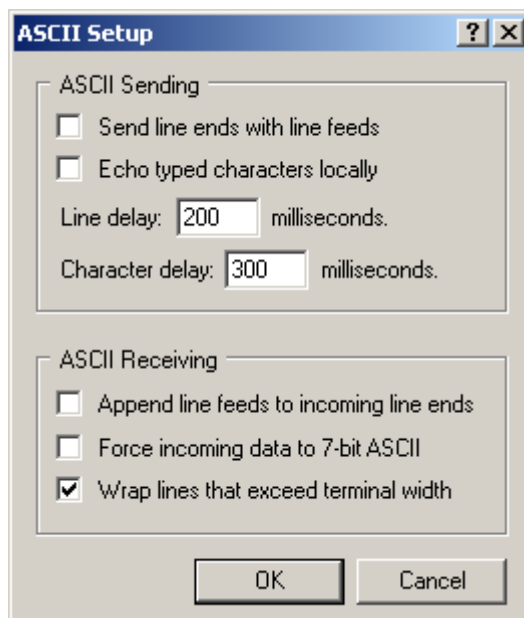 ASCII Setup
ASCII Sending
Send line ends with line feeds
Echo typed characters locally
Line delay: 200 milliseconds.
Character delay: 300 milliseconds.
ASCII Receiving
Append line feeds to incoming line ends
Force incoming data to 7-bit ASCII
Wrap lines that exceed terminal width
OK Cancel